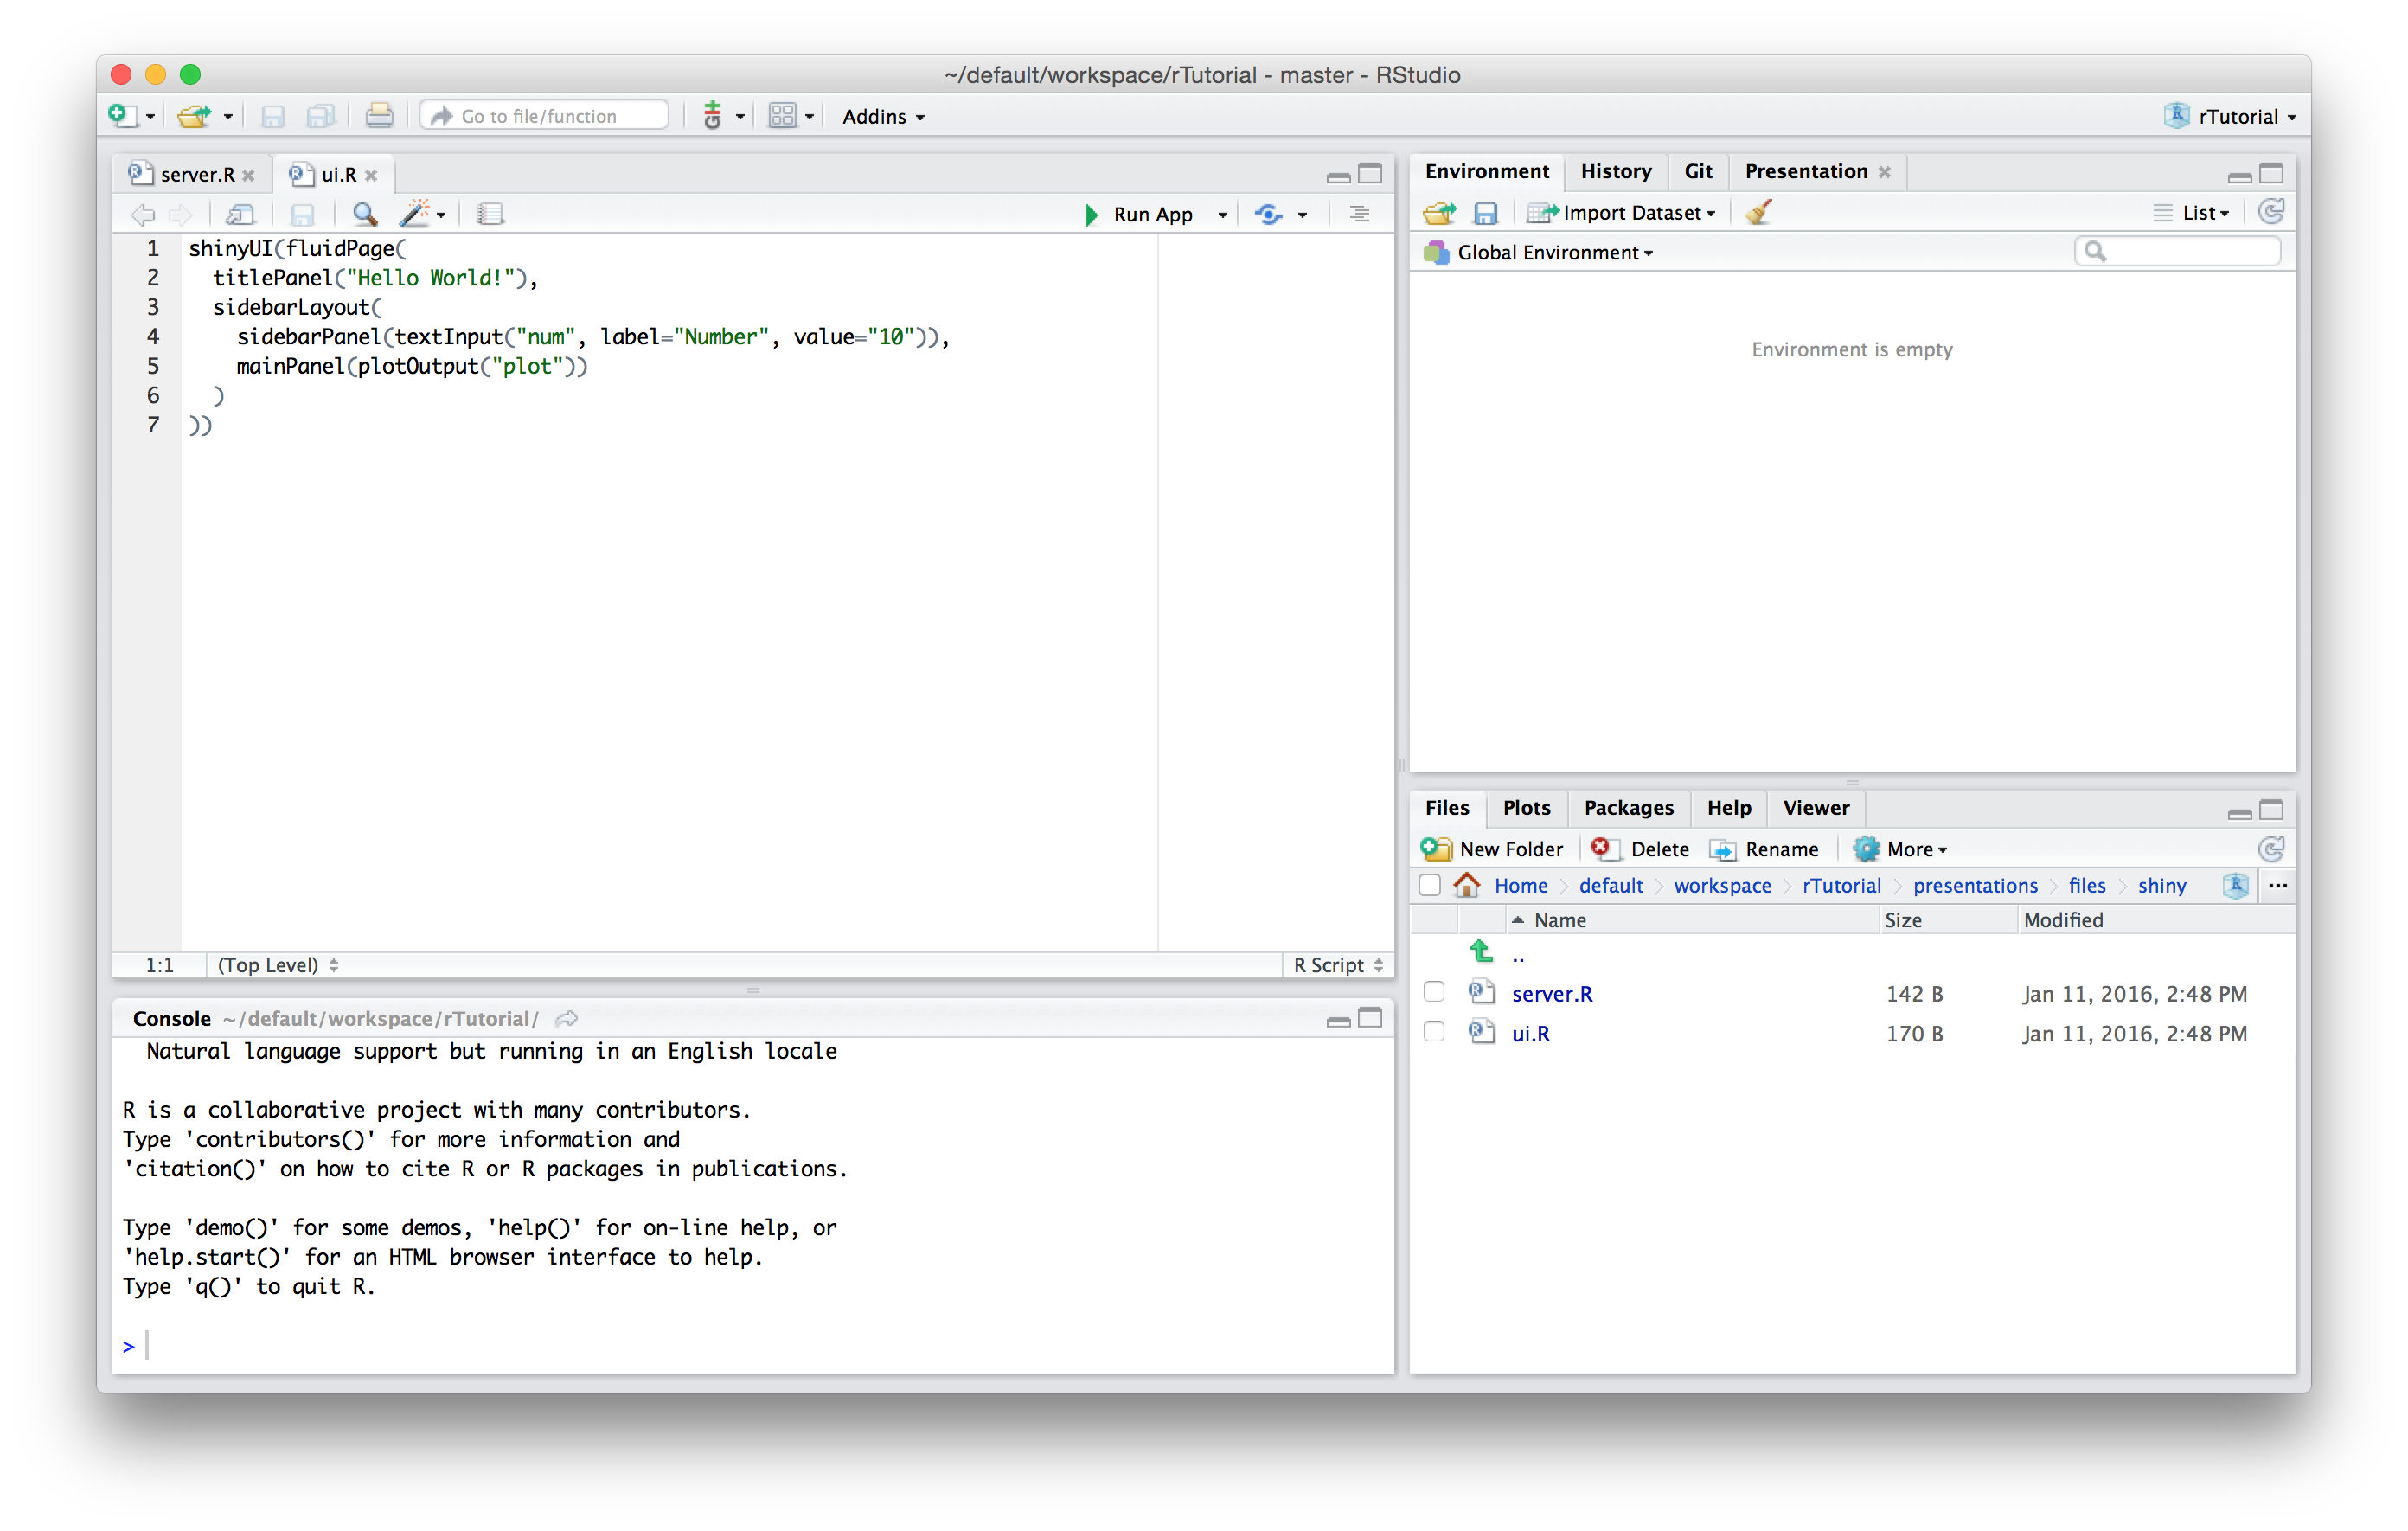 ~/default/workspace/rTutorial - master - RStudio
Go to file/function
Addins
rTutorial
server.R
ui.R
Run App
1 shinyUI(fluidPage(
2   titlePanel("Hello World!"),
3   sidebarLayout(
4     sidebarPanel(textInput("num", label="Number", value="10")),
5     mainPanel(plotOutput("plot"))
6   )
7 ))
1:1 (Top Level) R Script
Console ~/default/workspace/rTutorial/
  Natural language support but running in an English locale
R is a collaborative project with many contributors.
Type 'contributors()' for more information and
'citation()' on how to cite R or R packages in publications.
Type 'demo()' for some demos, 'help()' for on-line help, or
'help.start()' for an HTML browser interface to help.
Type 'q()' to quit R.
>
Environment History Git Presentation
Import Dataset List
Global Environment
Environment is empty
Files Plots Packages Help Viewer
New Folder Delete Rename More
Home default workspace rTutorial presentations files shiny ...
Name Size Modified
..
server.R 142 B Jan 11, 2016, 2:48 PM
ui.R 170 B Jan 11, 2016, 2:48 PM